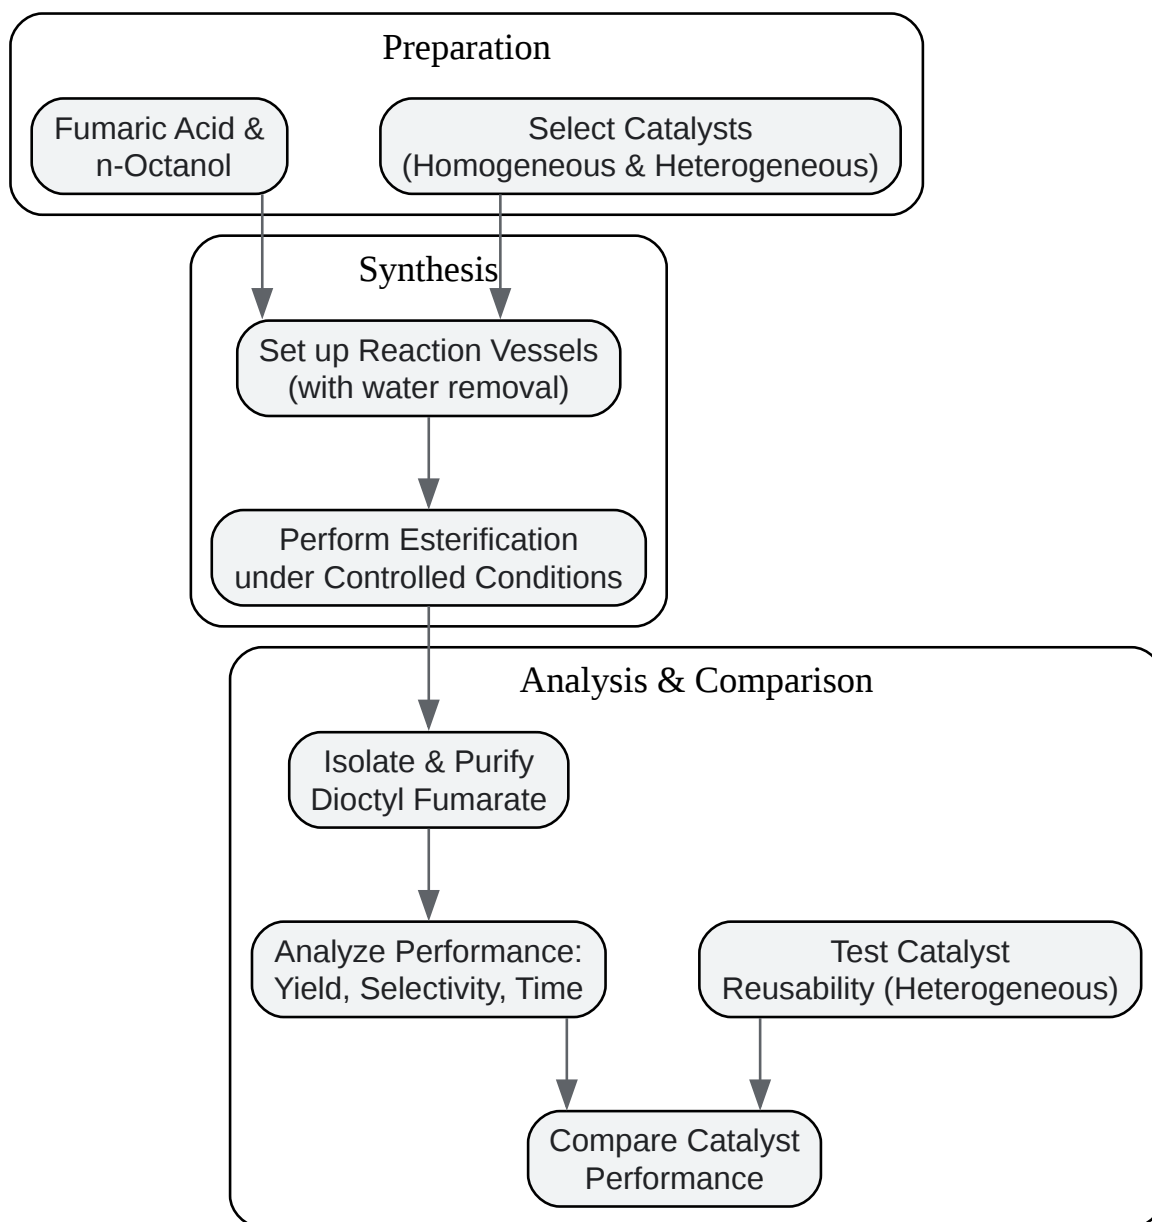 Preparation
Fumaric Acid &
n-Octanol
Select Catalysts
(Homogeneous & Heterogeneous)
Synthesis
Set up Reaction Vessels
(with water removal)
Perform Esterification
under Controlled Conditions
Analysis & Comparison
Isolate & Purify
Dioctyl Fumarate
Analyze Performance:
Yield, Selectivity, Time
Test Catalyst
Reusability (Heterogeneous)
Compare Catalyst
Performance